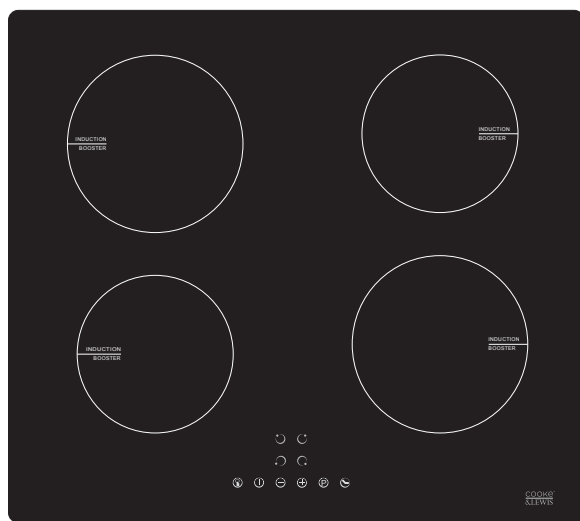 INDUCTION
BOOSTER
INDUCTION
BOOSTER
INDUCTION
BOOSTER
INDUCTION
BOOSTER
P
cooke
&LEWIS